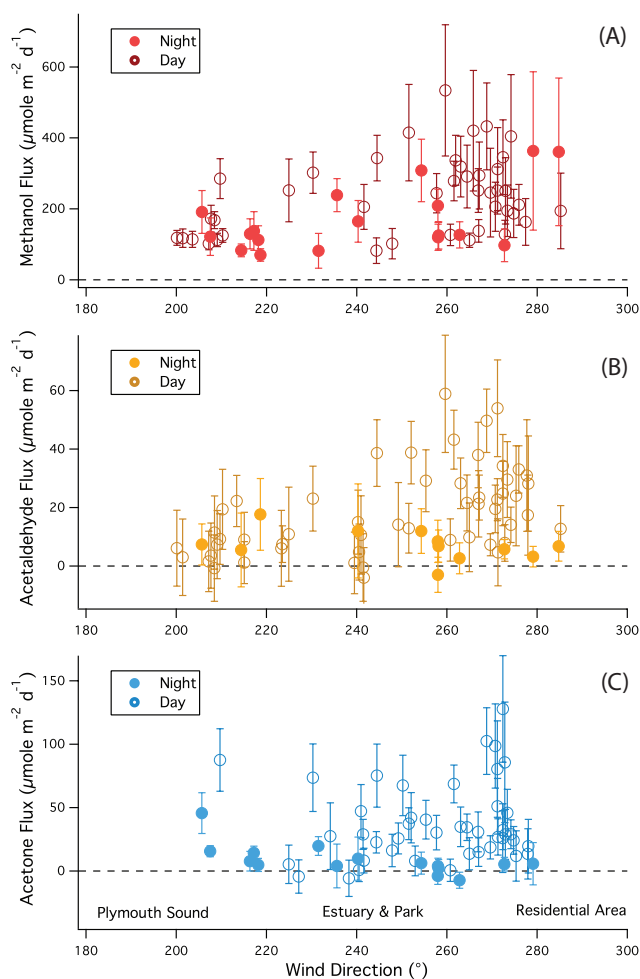 (A)
Night
Day
Methanol Flux (µmole m⁻² d⁻¹)
600
400
200
0
180 200 220 240 260 280 300
(B)
Night
Day
Acetaldehyde Flux (µmole m⁻² d⁻¹)
60
40
20
0
180 200 220 240 260 280 300
(C)
Night
Day
Acetone Flux (µmole m⁻² d⁻¹)
150
100
50
0
Plymouth Sound Estuary & Park Residential Area
180 200 220 240 260 280 300
Wind Direction (°)